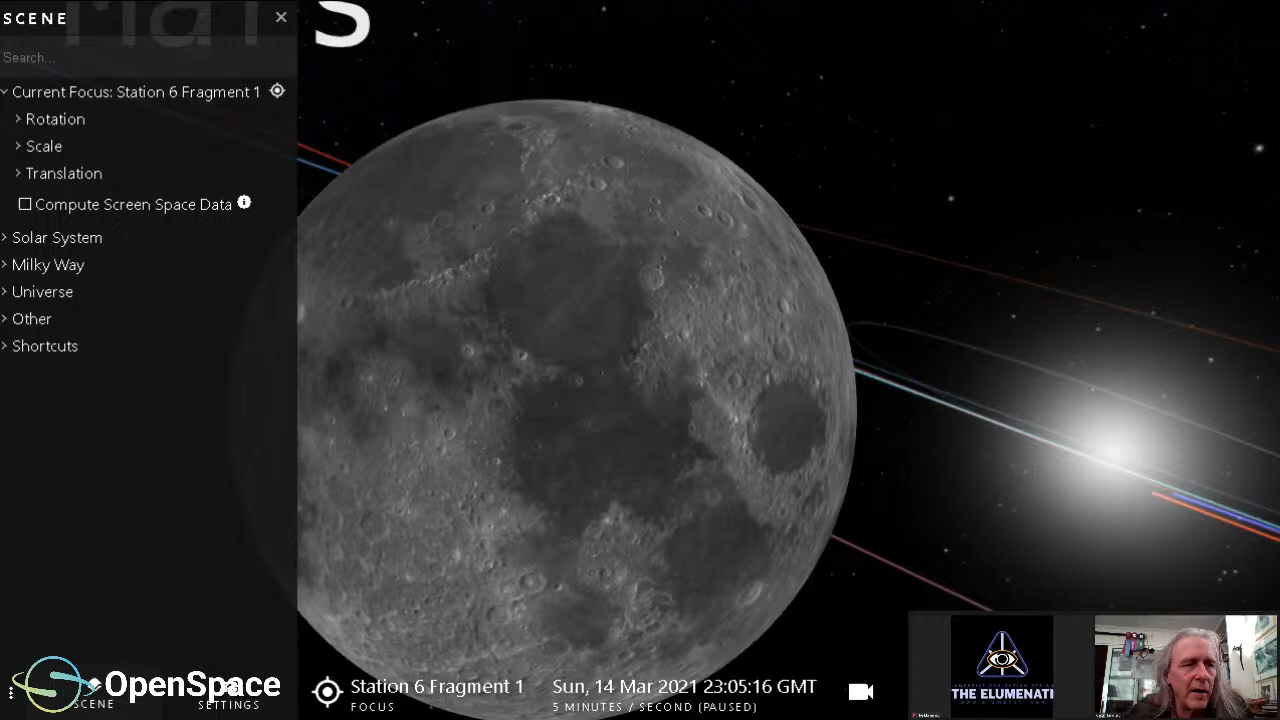 Mars
SCENE
Search...
Current Focus: Station 6 Fragment 1
Rotation
Scale
Translation
Compute Screen Space Data
Solar System
Milky Way
Universe
Other
Shortcuts
OpenSpace
SCENE
SETTINGS
Station 6 Fragment 1
FOCUS
Sun, 14 Mar 2021 23:05:16 GMT
5 MINUTES / SECOND (PAUSED)
THE ELUMENATI